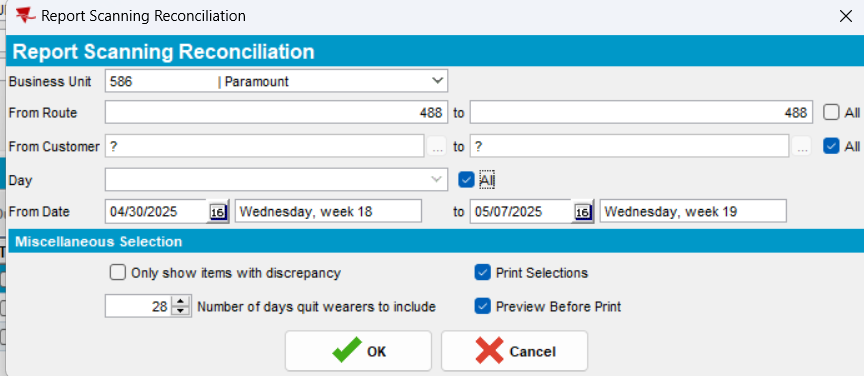 Report Scanning Reconciliation
Report Scanning Reconciliation
Business Unit 586 | Paramount
From Route 488 to 488 All
From Customer ? ... to ? ... All
Day All
From Date 04/30/2025 16 Wednesday, week 18 to 05/07/2025 16 Wednesday, week 19
Miscellaneous Selection
Only show items with discrepancy Print Selections
28 Number of days quit wearers to include Preview Before Print
OK Cancel